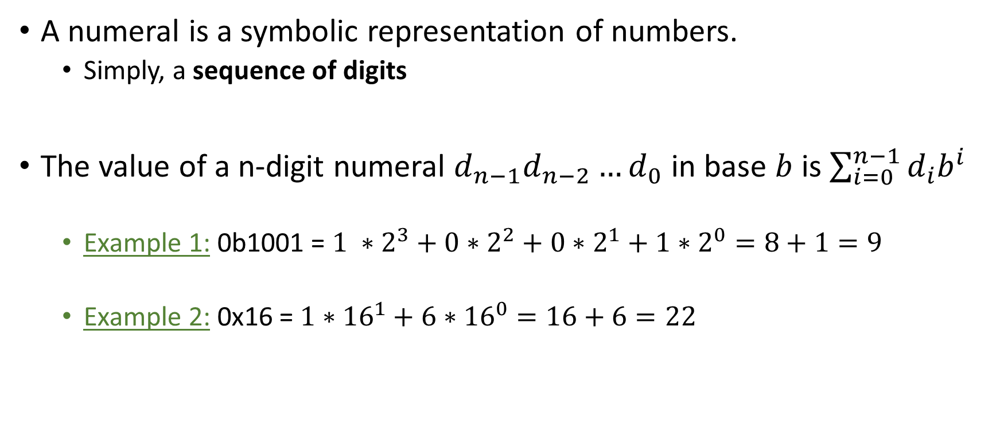 • A numeral is a symbolic representation of numbers.
• Simply, a sequence of digits
• The value of a n-digit numeral $d_{n-1}d_{n-2} \ldots d_0$ in base $b$ is $\sum_{i=0}^{n-1} d_i b^i$
• Example 1: 0b1001 = $1 * 2^3 + 0 * 2^2 + 0 * 2^1 + 1 * 2^0 = 8 + 1 = 9$
• Example 2: 0x16 = $1 * 16^1 + 6 * 16^0 = 16 + 6 = 22$